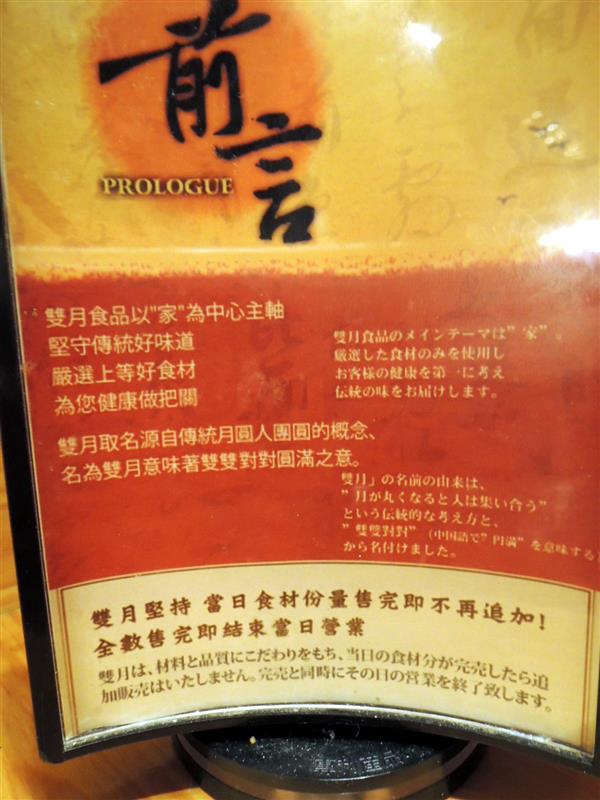 前言
PROLOGUE
雙月食品以"家"為中心主軸
堅守傳統好味道
嚴選上等好食材
為您健康做把關
雙月食品のメインテーマは"家"。
厳選した食材のみを使用し
お客様の健康を第一に考え
伝統の味をお届けします。
雙月取名源自傳統月圓人團圓的概念、
名為雙月意味著雙雙對對圓滿之意。
雙月」の名前の由来は、
"月が丸くなると人は集い合う"
という伝統的な考え方と、
"雙雙對對"(中国語で"円満"を意味する)
から名付けました。
雙月堅持 當日食材份量售完即不再追加!
全數售完即結束當日營業
雙月は、材料と品質にこだわりをもち、当日の食材分が完売したら追
加販売はいたしません。完売と同時にその日の営業を終了致します。